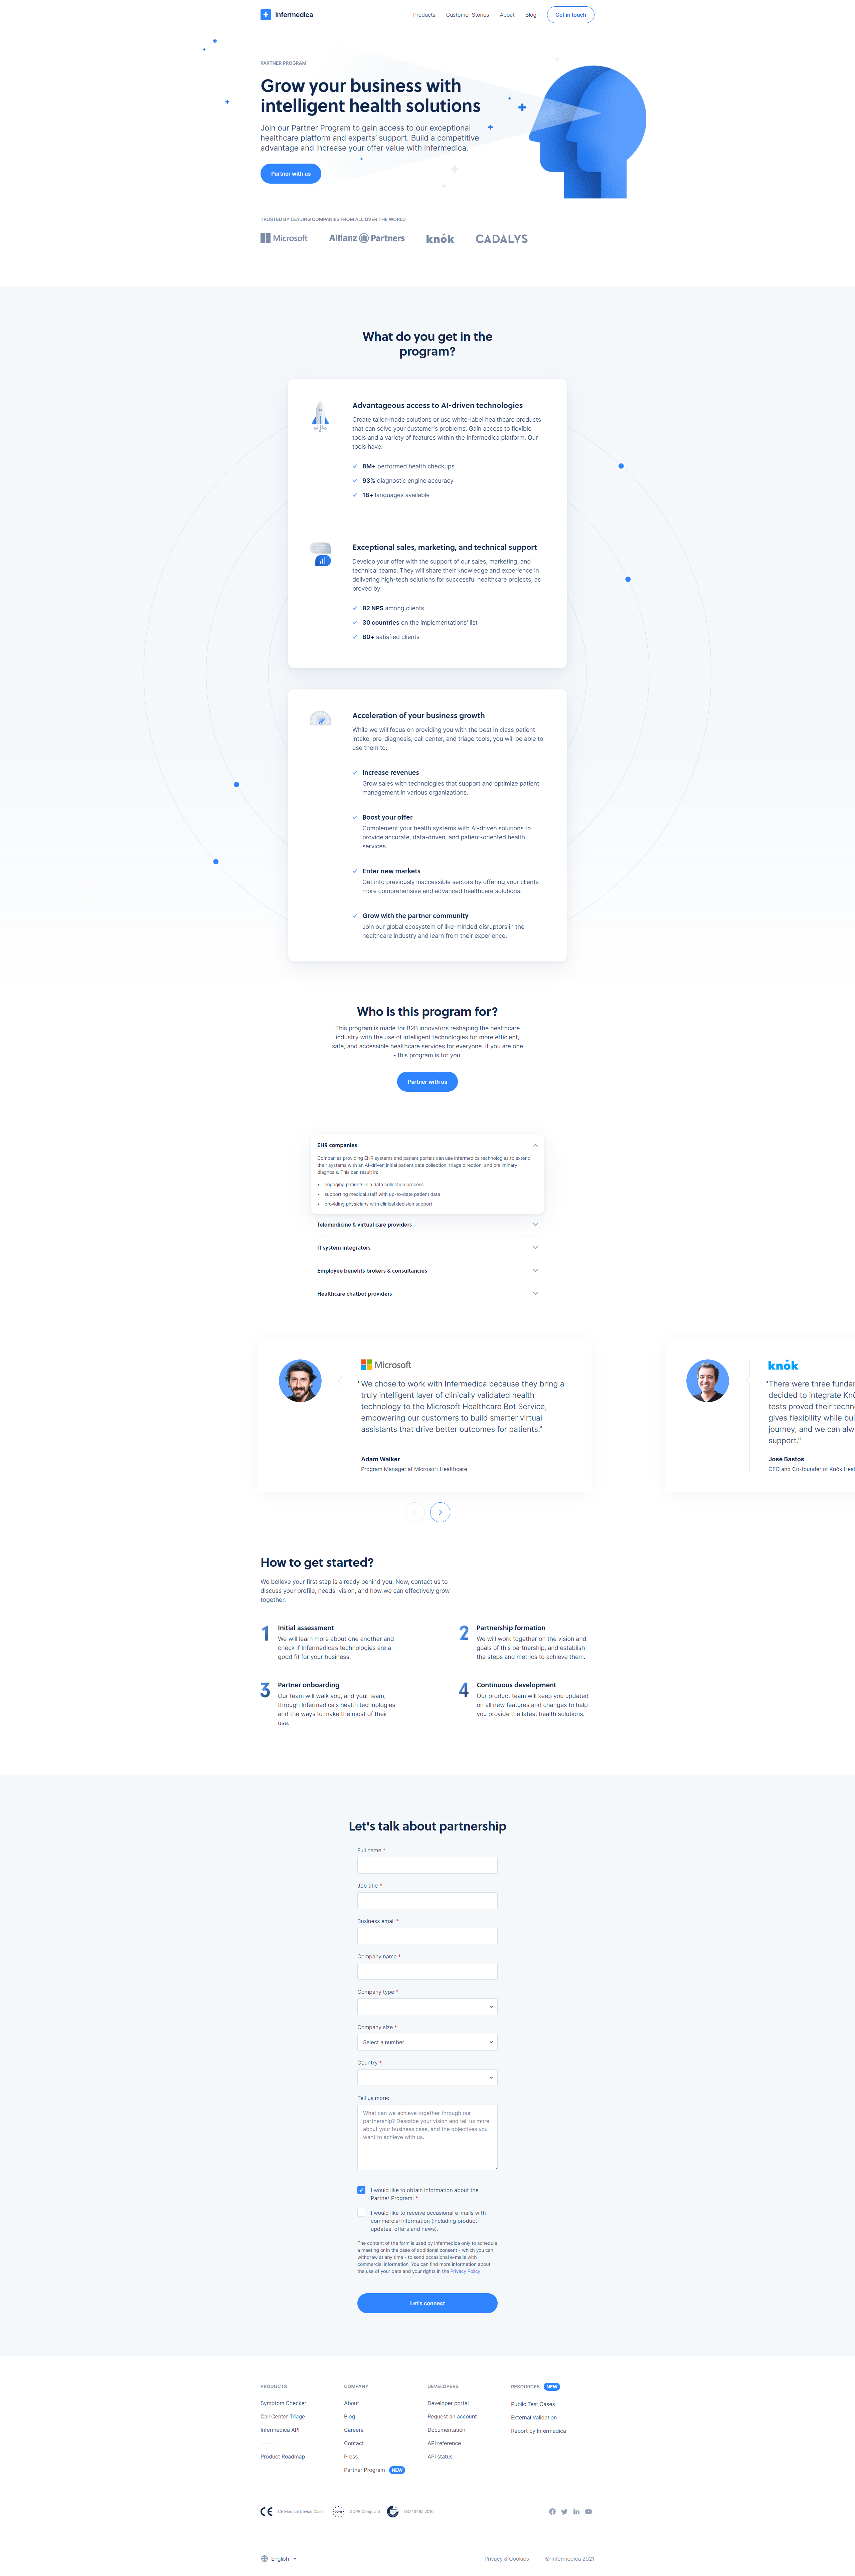 Infermedica
Products
Customer Stories
About
Blog
Get in touch
PARTNER PROGRAM
Grow your business with
intelligent health solutions
Join our Partner Program to gain access to our exceptional
healthcare platform and experts' support. Build a competitive
advantage and increase your offer value with Infermedica.
Partner with us
TRUSTED BY LEADING COMPANIES FROM ALL OVER THE WORLD
Microsoft
Allianz Partners
knok
CADALYS
What do you get in the
program?
Advantageous access to AI-driven technologies
Create tailor-made solutions or use white-label healthcare products
that can solve your customer's problems. Gain access to flexible
tools and a variety of features within the Infermedica platform. Our
tools have:
8M+ performed health checkups
93% diagnostic engine accuracy
18+ languages available
Exceptional sales, marketing, and technical support
Develop your offer with the support of our sales, marketing, and
technical teams. They will share their knowledge and experience in
delivering high-tech solutions for successful healthcare projects, as
proved by:
82 NPS among clients
30 countries on the implementations' list
80+ satisfied clients
Acceleration of your business growth
While we will focus on providing you with the best in class patient
intake, pre-diagnosis, call center, and triage tools, you will be able to
use them to:
Increase revenues
Grow sales with technologies that support and optimize patient
management in various organizations.
Boost your offer
Complement your health systems with AI-driven solutions to
provide accurate, data-driven, and patient-oriented health
services.
Enter new markets
Get into previously inaccessible sectors by offering your clients
more comprehensive and advanced healthcare solutions.
Grow with the partner community
Join our global ecosystem of like-minded disruptors in the
healthcare industry and learn from their experience.
Who is this program for?
This program is made for B2B innovators reshaping the healthcare
industry with the use of intelligent technologies for more efficient,
safe, and accessible healthcare services for everyone. If you are one
- this program is for you.
Partner with us
EHR companies
Companies providing EHR systems and patient portals can use Infermedica technologies to extend
their systems with an AI-driven initial patient data collection, triage direction, and preliminary
diagnosis. This can result in:
engaging patients in a data collection process
supporting medical staff with up-to-date patient data
providing physicians with clinical decision support
Telemedicine & virtual care providers
IT system integrators
Employee benefits brokers & consultancies
Healthcare chatbot providers
Microsoft
"We chose to work with Infermedica because they bring a
truly intelligent layer of clinically validated health
technology to the Microsoft Healthcare Bot Service,
empowering our customers to build smarter virtual
assistants that drive better outcomes for patients."
Adam Walker
Program Manager at Microsoft Healthcare
knok
"There were three fundar
decided to integrate Kn
tests proved their techn
gives flexibility while bui
journey, and we can alw
support."
José Bastos
CEO and Co-founder of Knök Heal
How to get started?
We believe your first step is already behind you. Now, contact us to
discuss your profile, needs, vision, and how we can effectively grow
together.
1
Initial assessment
We will learn more about one another and
check if Infermedica's technologies are a
good fit for your business.
2
Partnership formation
We will work together on the vision and
goals of this partnership, and establish
the steps and metrics to achieve them.
3
Partner onboarding
Our team will walk you, and your team,
through Infermedica's health technologies
and the ways to make the most of their
use.
4
Continuous development
Our product team will keep you updated
on all new features and changes to help
you provide the latest health solutions.
Let's talk about partnership
Full name *
Job title *
Business email *
Company name *
Company type *
Company size *
Select a number
Country *
Tell us more:
What can we achieve together through our
partnership? Describe your vision and tell us more
about your business case, and the objectives you
want to achieve with us.
I would like to obtain information about the
Partner Program. *
I would like to receive occasional e-mails with
commercial information (including product
updates, offers and news).
The content of the form is used by Infermedica only to schedule
a meeting or in the case of additional consent - which you can
withdraw at any time - to send occasional e-mails with
commercial information. You can find more information about
the use of your data and your rights in the Privacy Policy.
Let's connect
PRODUCTS
Symptom Checker
Call Center Triage
Infermedica API
Product Roadmap
COMPANY
About
Blog
Careers
Contact
Press
Partner Program NEW
DEVELOPERS
Developer portal
Request an account
Documentation
API reference
API status
RESOURCES NEW
Public Test Cases
External Validation
Report by Infermedica
CE
CE Medical Device Class I
GDPR Compliant
ISO 13485:2016
English
Privacy & Cookies
© Infermedica 2021